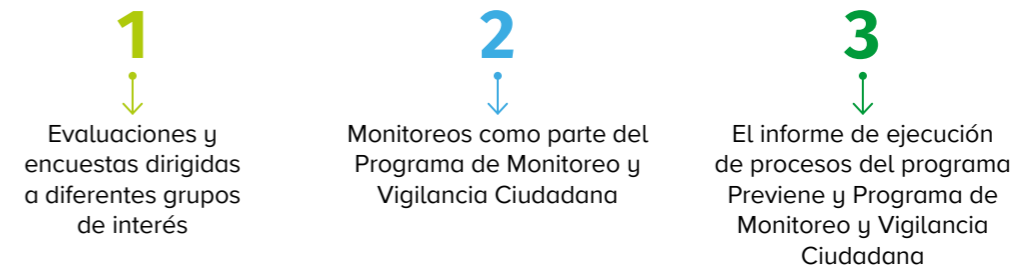 1
Evaluaciones y
encuestas dirigidas
a diferentes grupos
de interés
2
Monitoreos como parte del
Programa de Monitoreo y
Vigilancia Ciudadana
3
El informe de ejecución
de procesos del programa
Previene y Programa de
Monitoreo y Vigilancia
Ciudadana